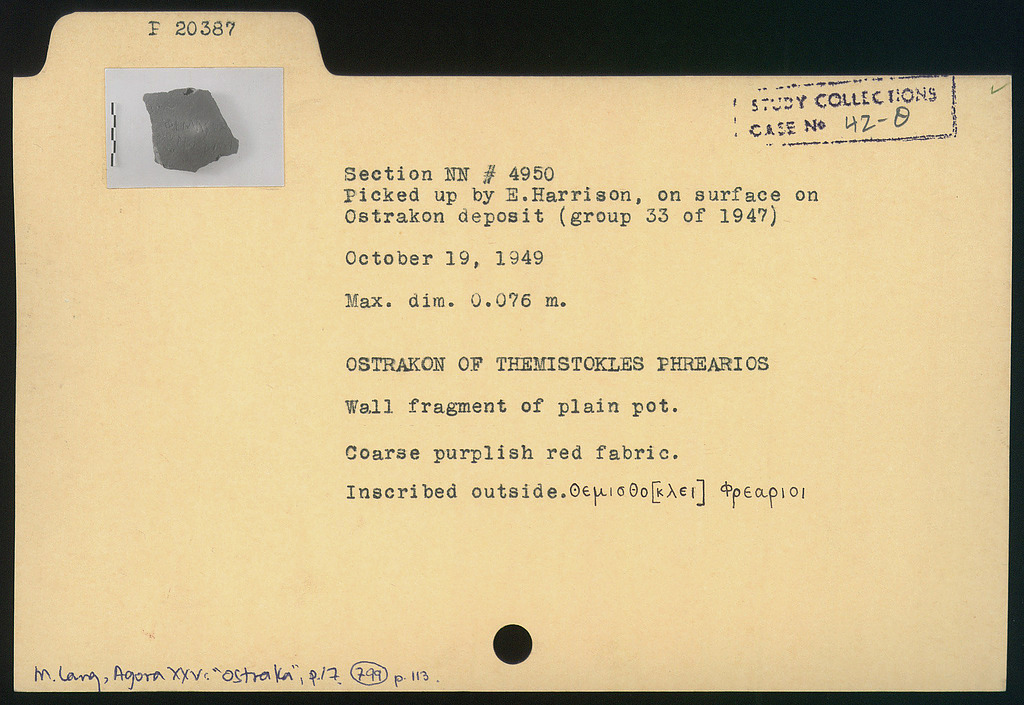 P 20387
STUDY COLLECTIONS
CASE No 42-θ
Section NN # 4950
Picked up by E.Harrison, on surface on
Ostrakon deposit (group 33 of 1947)
October 19, 1949
Max. dim. 0.076 m.
OSTRAKON OF THEMISTOKLES PHREARIOS
Wall fragment of plain pot.
Coarse purplish red fabric.
Inscribed outside. Θεμισθο[κλει] Φρεαριοι
M. Lang, Agora XXV: "Ostraka", p.17. 799 p. 113.